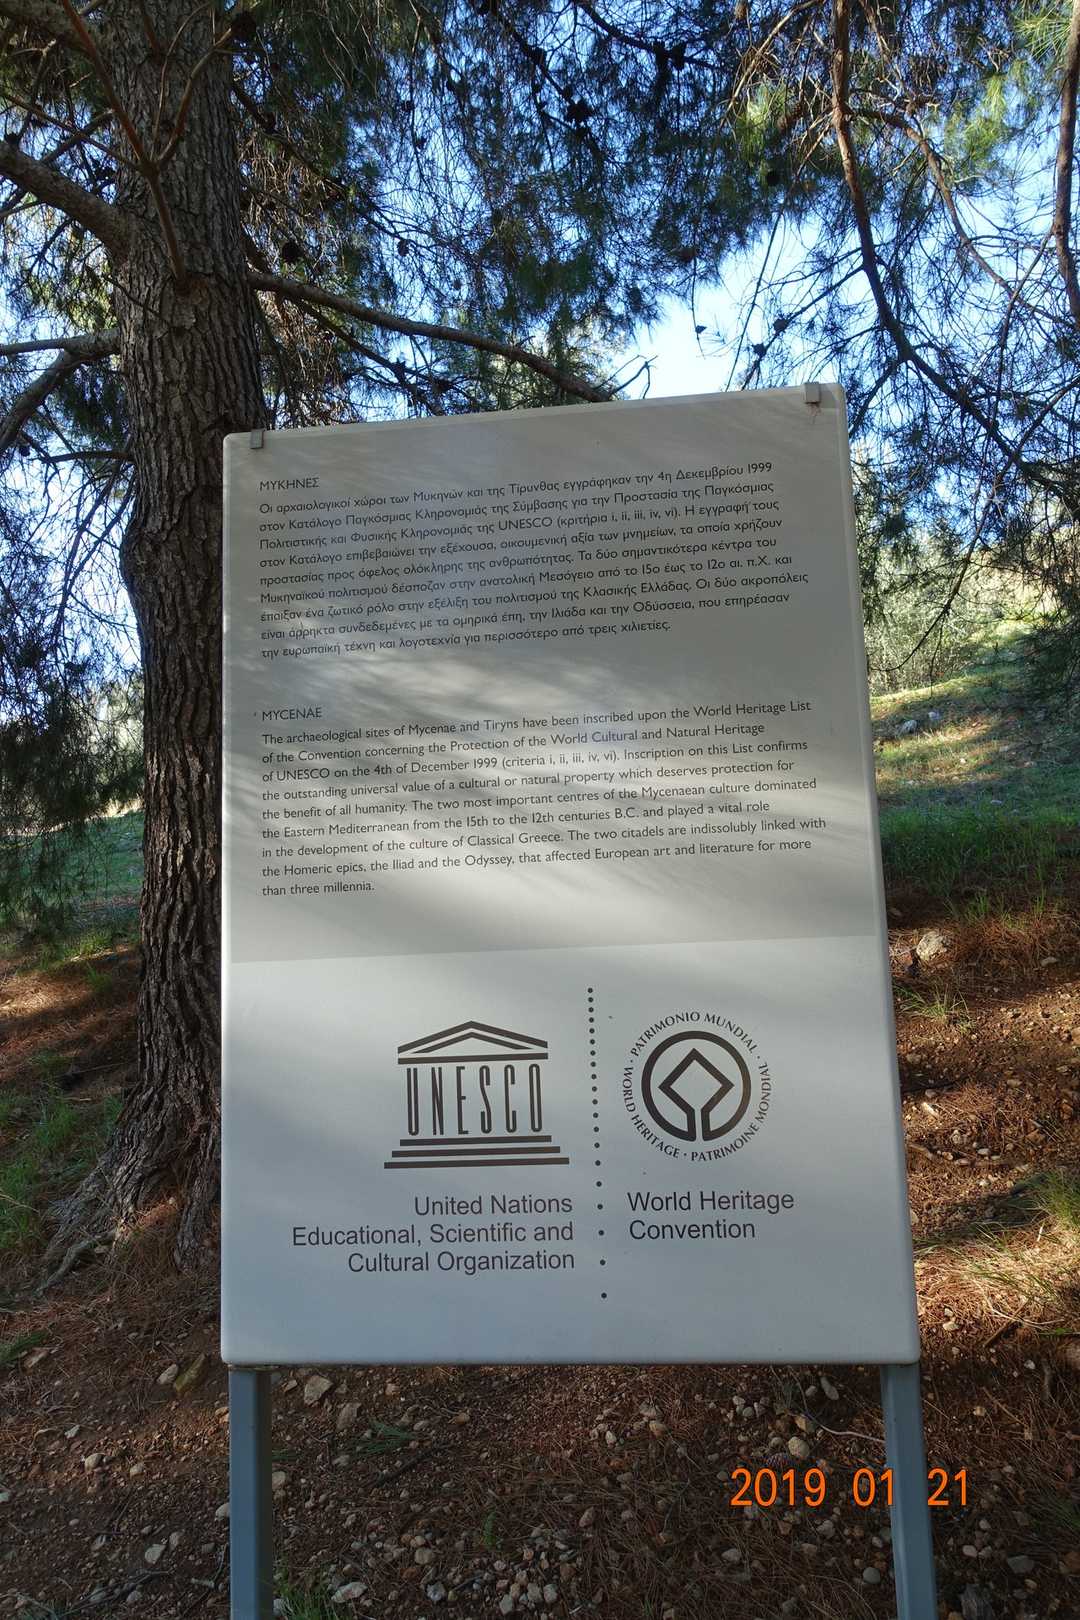 ΜΥΚΗΝΕΣ
Οι αρχαιολογικοί χώροι των Μυκηνών και της Τίρυνθας εγγράφηκαν την 4η Δεκεμβρίου 1999
στον Κατάλογο Παγκόσμιας Κληρονομιάς της Σύμβασης για την Προστασία της Παγκόσμιας
Πολιτιστικής και Φυσικής Κληρονομιάς της UNESCO (κριτήρια i, ii, iii, iv, vi). Η εγγραφή τους
στον Κατάλογο επιβεβαιώνει την εξέχουσα, οικουμενική αξία των μνημείων, τα οποία χρήζουν
προστασίας προς όφελος ολόκληρης της ανθρωπότητας. Τα δύο σημαντικότερα κέντρα του
Μυκηναϊκού πολιτισμού δέσποζαν στην ανατολική Μεσόγειο από το 15ο έως το 12ο αι. π.Χ. και
έπαιξαν ένα ζωτικό ρόλο στην εξέλιξη του πολιτισμού της Κλασικής Ελλάδας. Οι δύο ακροπόλεις
είναι άρρηκτα συνδεδεμένες με τα ομηρικά έπη, την Ιλιάδα και την Οδύσσεια, που επηρέασαν
την ευρωπαϊκή τέχνη και λογοτεχνία για περισσότερο από τρεις χιλιετίες.
MYCENAE
The archaeological sites of Mycenae and Tiryns have been inscribed upon the World Heritage List
of the Convention concerning the Protection of the World Cultural and Natural Heritage
of UNESCO on the 4th of December 1999 (criteria i, ii, iii, iv, vi). Inscription on this List confirms
the outstanding universal value of a cultural or natural property which deserves protection for
the benefit of all humanity. The two most important centres of the Mycenaean culture dominated
the Eastern Mediterranean from the 15th to the 12th centuries B.C. and played a vital role
in the development of the culture of Classical Greece. The two citadels are indissolubly linked with
the Homeric epics, the Iliad and the Odyssey, that affected European art and literature for more
than three millennia.
UNESCO
WORLD HERITAGE · PATRIMONIO MUNDIAL · PATRIMOINE MONDIAL ·
United Nations
Educational, Scientific and
Cultural Organization
World Heritage
Convention
2019 01 21